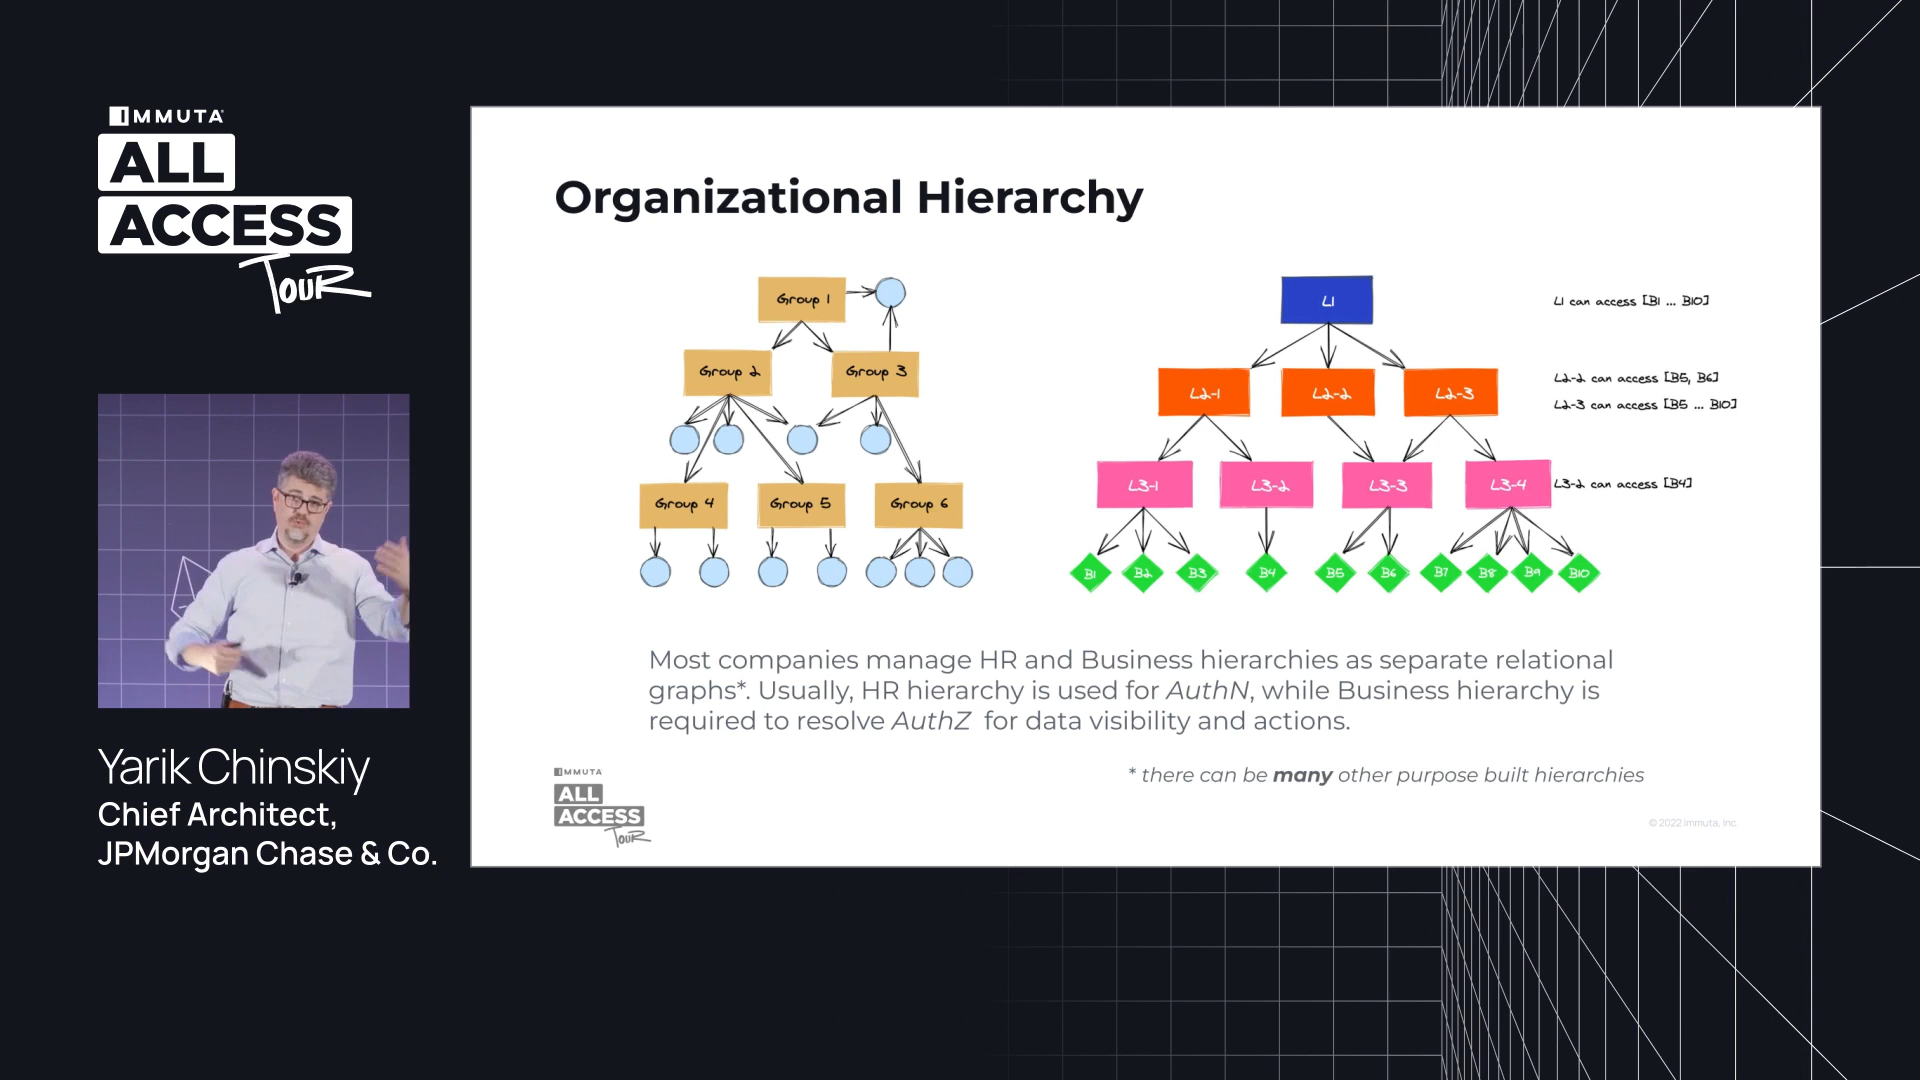 IMMUTA
ALL
ACCESS
TOUR
Organizational Hierarchy
Group 1
Group 2
Group 3
Group 4
Group 5
Group 6
L1
L1 can access [B1 ... B10]
L2-1
L2-2
L2-3
L2-2 can access [B5, B6]
L2-3 can access [B5 ... B10]
L3-1
L3-2
L3-3
L3-4
L3-2 can access [B4]
B1
B2
B3
B4
B5
B6
B7
B8
B9
B10
Most companies manage HR and Business hierarchies as separate relational
graphs*. Usually, HR hierarchy is used for AuthN, while Business hierarchy is
required to resolve AuthZ for data visibility and actions.
* there can be many other purpose built hierarchies
IMMUTA
ALL
ACCESS
TOUR
© 2022 Immuta, Inc.
Yarik Chinskiy
Chief Architect,
JPMorgan Chase & Co.